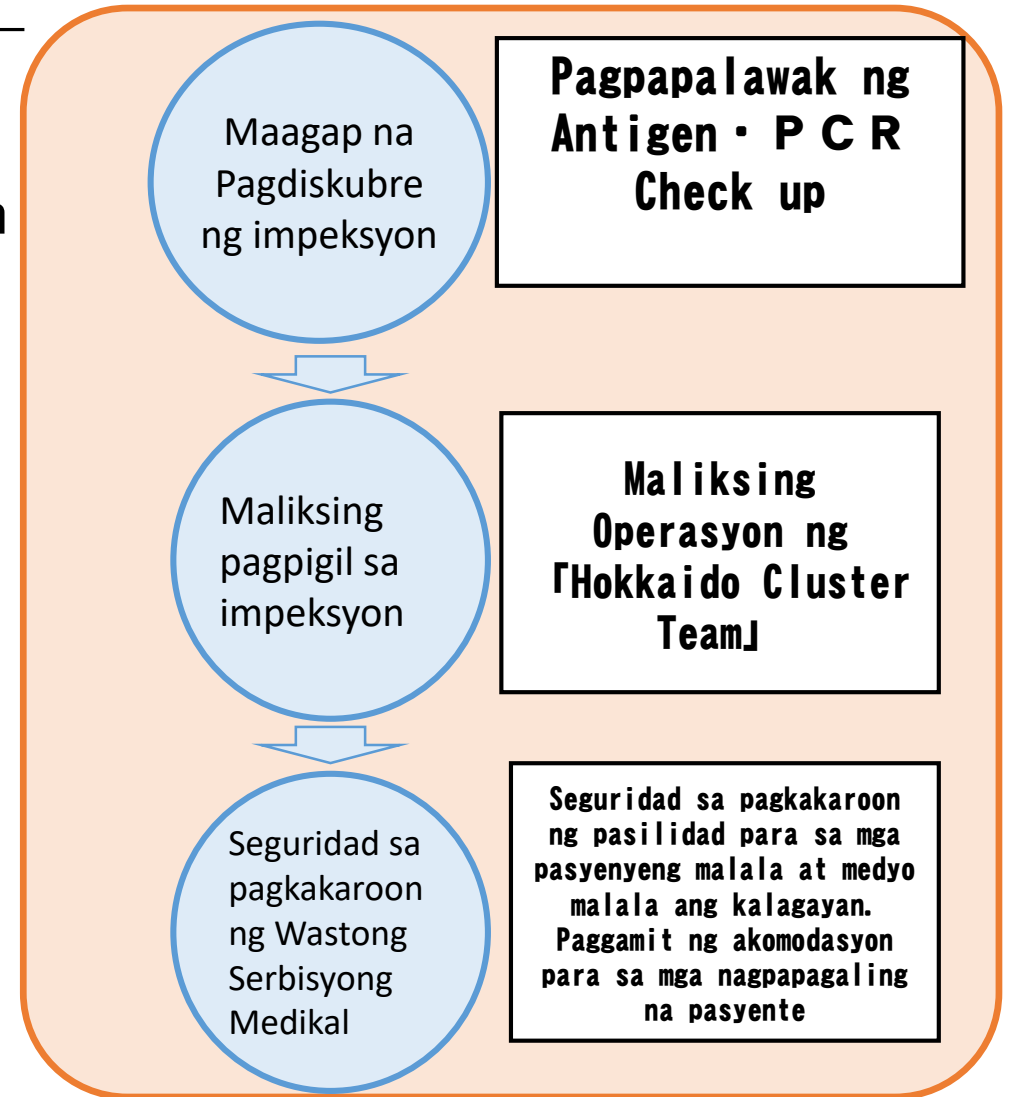 Maagap na
Pagdiskubre
ng impeksyon
Pagpapalawak ng
Antigen・ＰＣＲ
Check up
Maliksing
pagpigil sa
impeksyon
Maliksing
Operasyon ng
「Hokkaido Cluster
Team」
Seguridad sa
pagkakaroon
ng Wastong
Serbisyong
Medikal
Seguridad sa pagkakaroon
ng pasilidad para sa mga
pasyenyeng malala at medyo
malala ang kalagayan.
Paggamit ng akomodasyon
para sa mga nagpapagaling
na pasyente